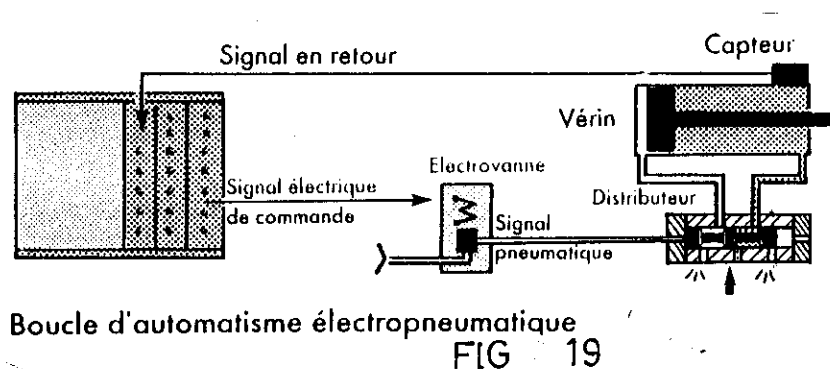 Signal en retour
Capteur
Vérin
Electrovanne
Signal électrique
de commande
Distributeur
Signal
pneumatique
Boucle d'automatisme électropneumatique
FIG 19